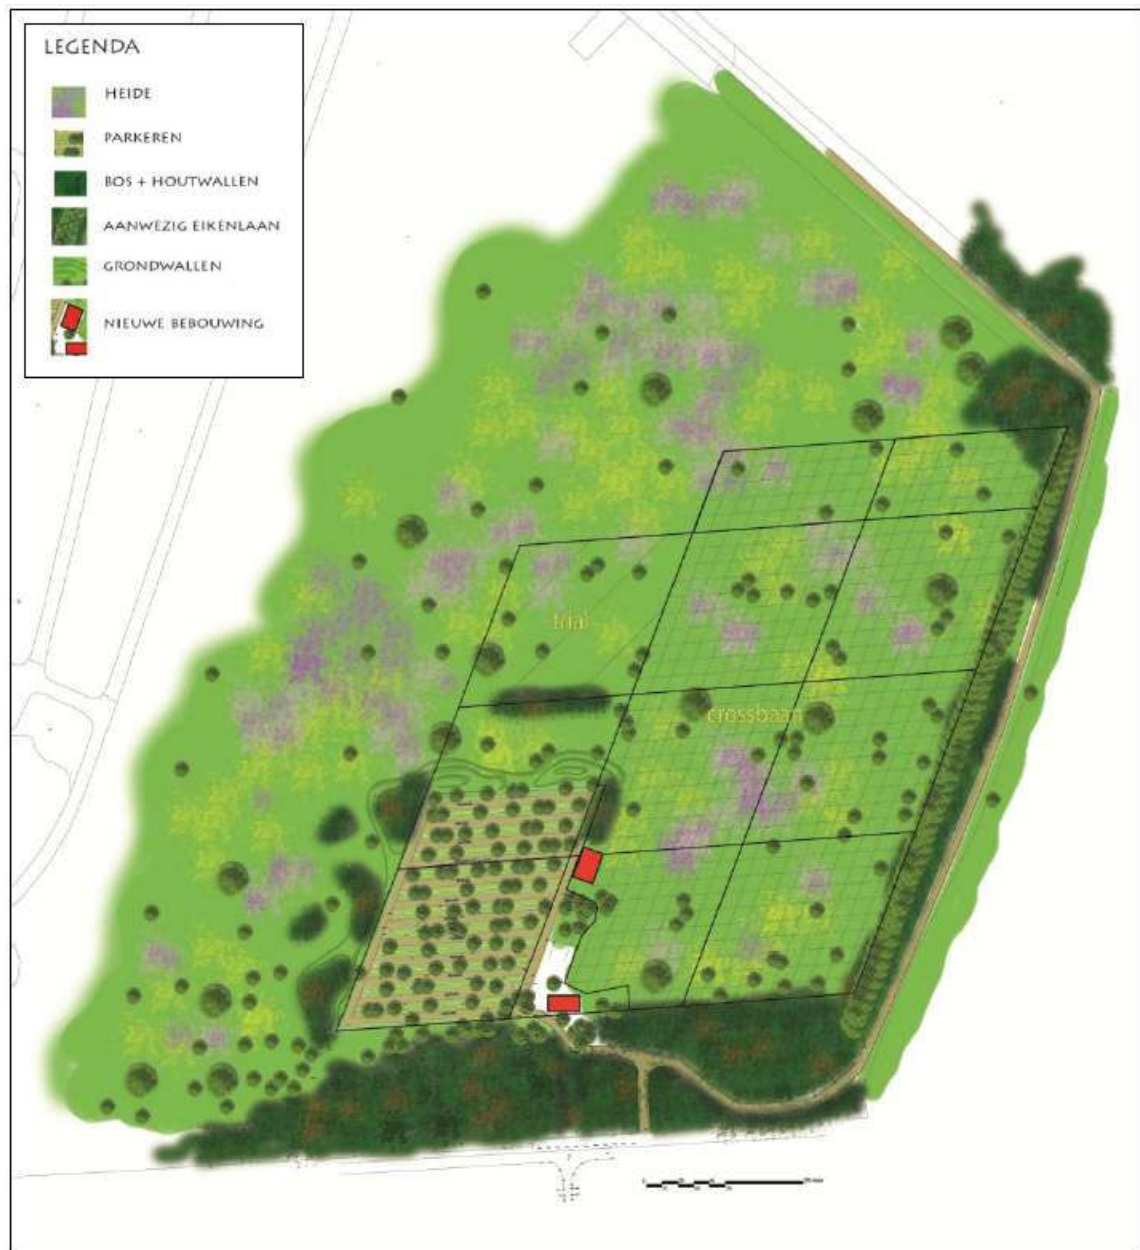 LEGENDA
HEIDE
PARKEREN
BOS + HOUTWALLEN
AANWEZIG EIKENLAAN
GRONDWALLEN
NIEUWE BEBOUWING
trial
crossbaan